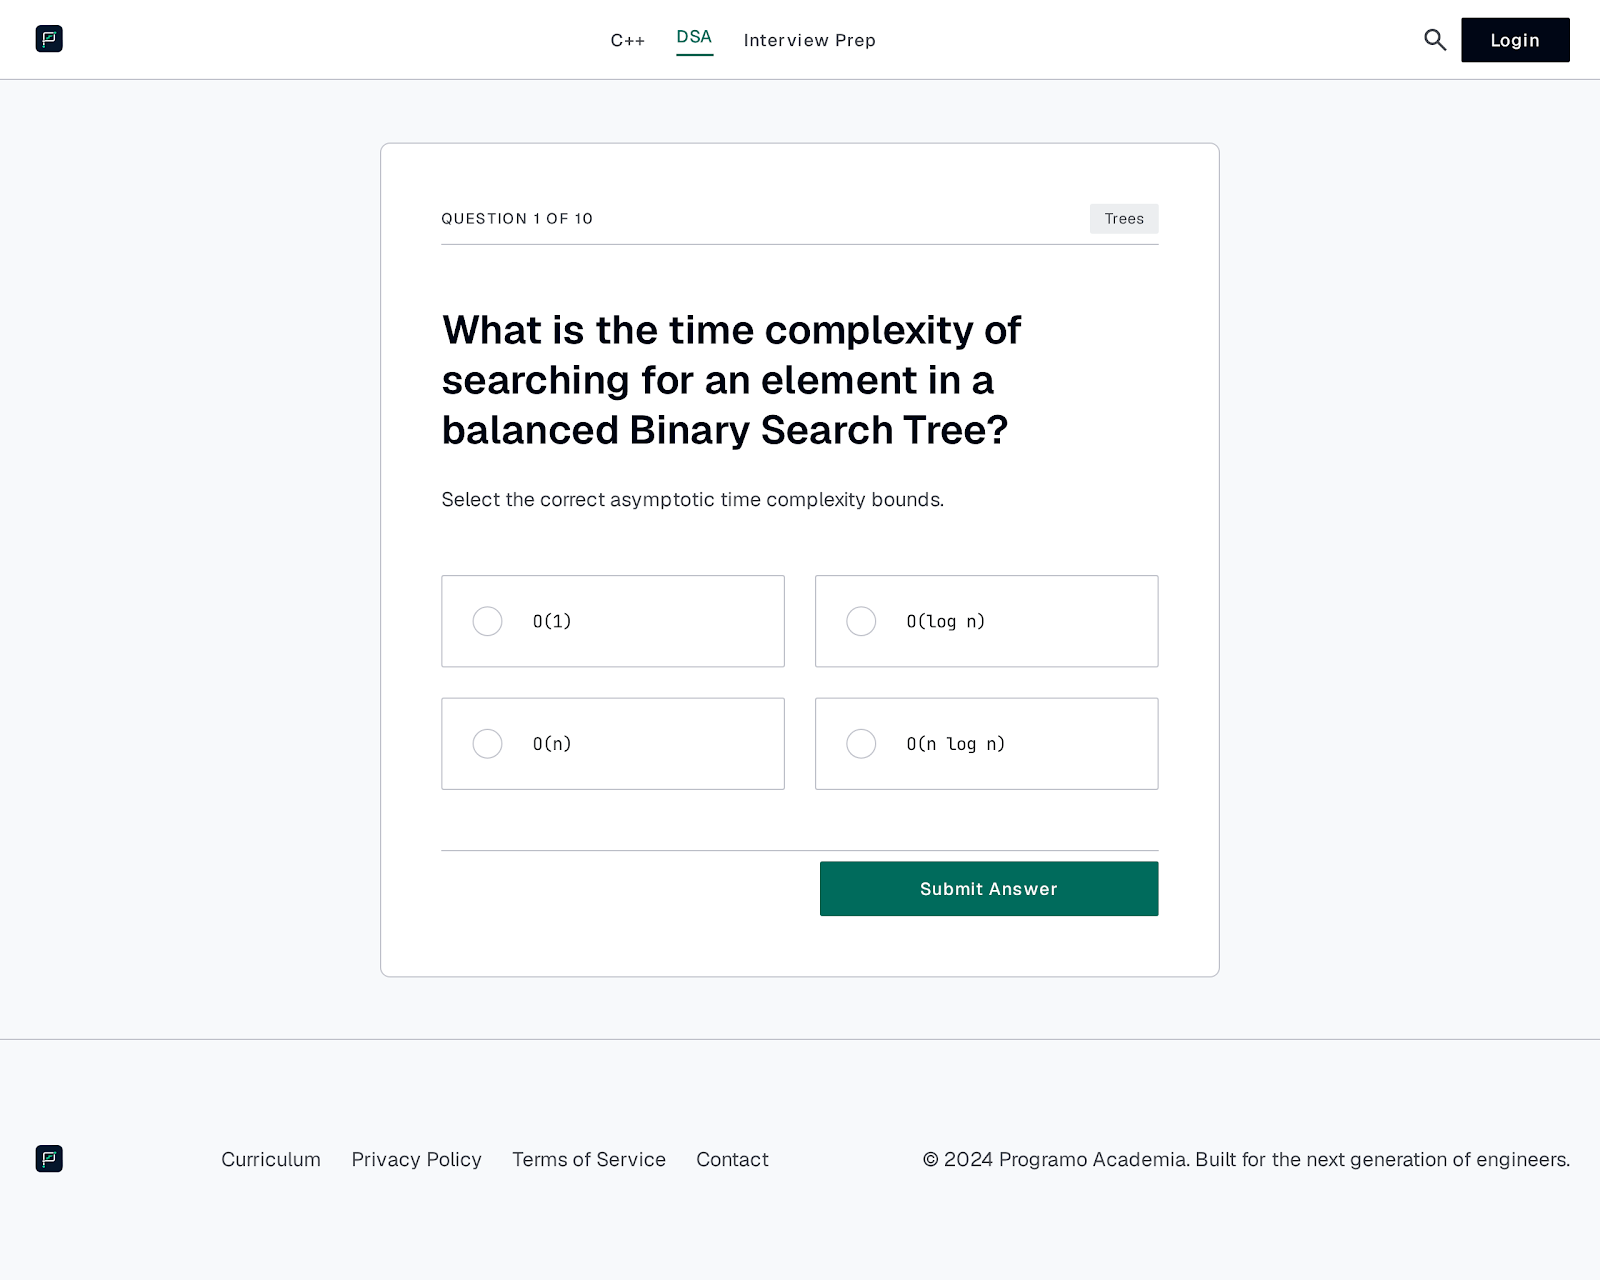 C++ DSA Interview Prep Login
QUESTION 1 OF 10 Trees
What is the time complexity of
searching for an element in a
balanced Binary Search Tree?
Select the correct asymptotic time complexity bounds.
O(1) O(log n)
O(n) O(n log n)
Submit Answer
Curriculum Privacy Policy Terms of Service Contact © 2024 Programo Academia. Built for the next generation of engineers.